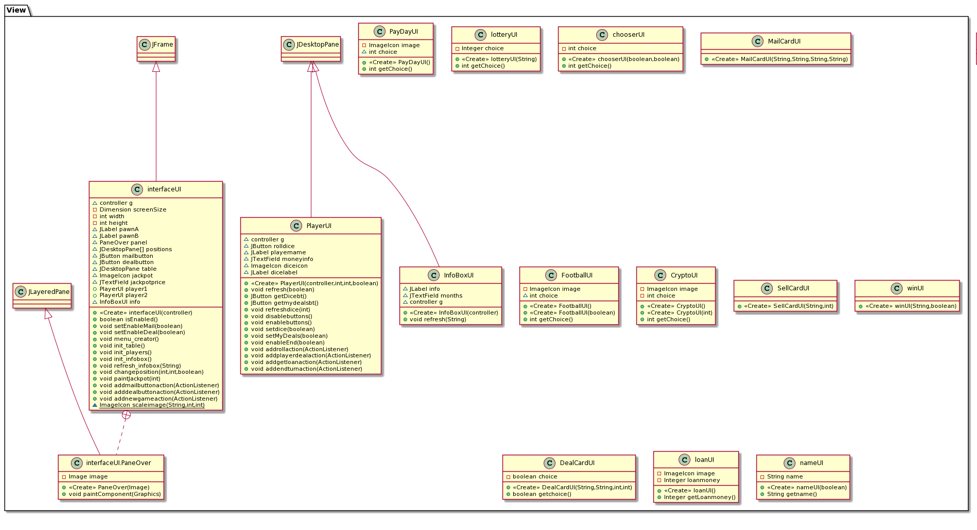 View
C JFrame
C JDesktopPane
C PayDayUI
ImageIcon image
int choice
«Create» PayDayUI()
int getChoice()
C lotteryUI
Integer choice
«Create» lotteryUI(String)
int getChoice()
C chooserUI
int choice
«Create» chooserUI(boolean,boolean)
int getChoice()
C MailCardUI
«Create» MailCardUI(String,String,String,String)
C interfaceUI
controller g
Dimension screenSize
int width
int height
JLabel pawnA
JLabel pawnB
PaneOver panel
JDesktopPane[] positions
JButton mailbutton
JButton dealbutton
JDesktopPane table
ImageIcon jackpot
JTextField jackpotprice
PlayerUI player1
PlayerUI player2
InfoBoxUI info
«Create» interfaceUI(controller)
boolean isEnabled()
void setEnableMail(boolean)
void setEnableDeal(boolean)
void menu_creator()
void init_table()
void init_players()
void init_infobox()
void refresh_infobox(String)
void changeposition(int,int,boolean)
void paintJackpot(int)
void addmailbuttonaction(ActionListener)
void adddealbuttonaction(ActionListener)
void addnewgameaction(ActionListener)
ImageIcon scaleimage(String,int,int)
C PlayerUI
controller g
JButton rolldice
JLabel playername
JTextField moneyinfo
ImageIcon diceicon
JLabel dicelabel
«Create» PlayerUI(controller,int,int,boolean)
void refresh(boolean)
JButton getDicebt()
JButton getmydealsbt()
void refreshdice(int)
void disablebuttons()
void enablebuttons()
void setdice(boolean)
void setMyDeals(boolean)
void enableEnd(boolean)
void addrollaction(ActionListener)
void addplayerdealaction(ActionListener)
void addgetloanaction(ActionListener)
void addendturnaction(ActionListener)
C JLayeredPane
C InfoBoxUI
JLabel info
JTextField months
controller g
«Create» InfoBoxUI(controller)
void refresh(String)
C FootballUI
ImageIcon image
int choice
«Create» FootballUI()
«Create» FootballUI(boolean)
int getChoice()
C CryptoUI
ImageIcon image
int choice
«Create» CryptoUI()
«Create» CryptoUI(int)
int getChoice()
C SellCardUI
«Create» SellCardUI(String,int)
C winUI
«Create» winUI(String,boolean)
C interfaceUI.PaneOver
Image image
«Create» PaneOver(Image)
void paintComponent(Graphics)
C DealCardUI
boolean choice
«Create» DealCardUI(String,String,int,int)
boolean getchoice()
C loanUI
ImageIcon image
Integer loanmoney
«Create» loanUI()
Integer getLoanmoney()
C nameUI
String name
«Create» nameUI(boolean)
String getname()